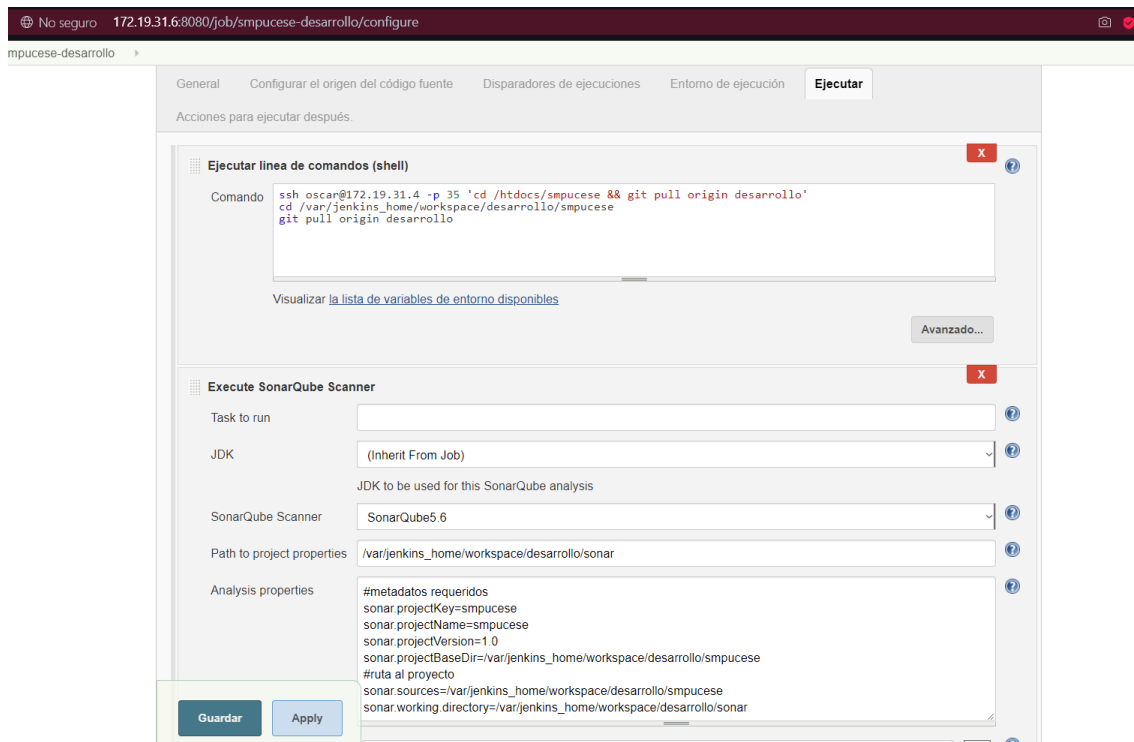 No seguro 172.19.31.6:8080/job/smpucese-desarrollo/configure
mpucese-desarrollo
General Configurar el origen del código fuente Disparadores de ejecuciones Entorno de ejecución Ejecutar
Acciones para ejecutar después.
X
Ejecutar linea de comandos (shell)
Comando
ssh oscar@172.19.31.4 -p 35 'cd /htdocs/smpucese && git pull origin desarrollo'
cd /var/jenkins_home/workspace/desarrollo/smpucese
git pull origin desarrollo
Visualizar la lista de variables de entorno disponibles
Avanzado...
X
Execute SonarQube Scanner
Task to run
JDK (Inherit From Job)
JDK to be used for this SonarQube analysis
SonarQube Scanner SonarQube5.6
Path to project properties /var/jenkins_home/workspace/desarrollo/sonar
Analysis properties
#metadatos requeridos
sonar.projectKey=smpucese
sonar.projectName=smpucese
sonar.projectVersion=1.0
sonar.projectBaseDir=/var/jenkins_home/workspace/desarrollo/smpucese
#ruta al proyecto
sonar.sources=/var/jenkins_home/workspace/desarrollo/smpucese
sonar.working.directory=/var/jenkins_home/workspace/desarrollo/sonar
Guardar Apply